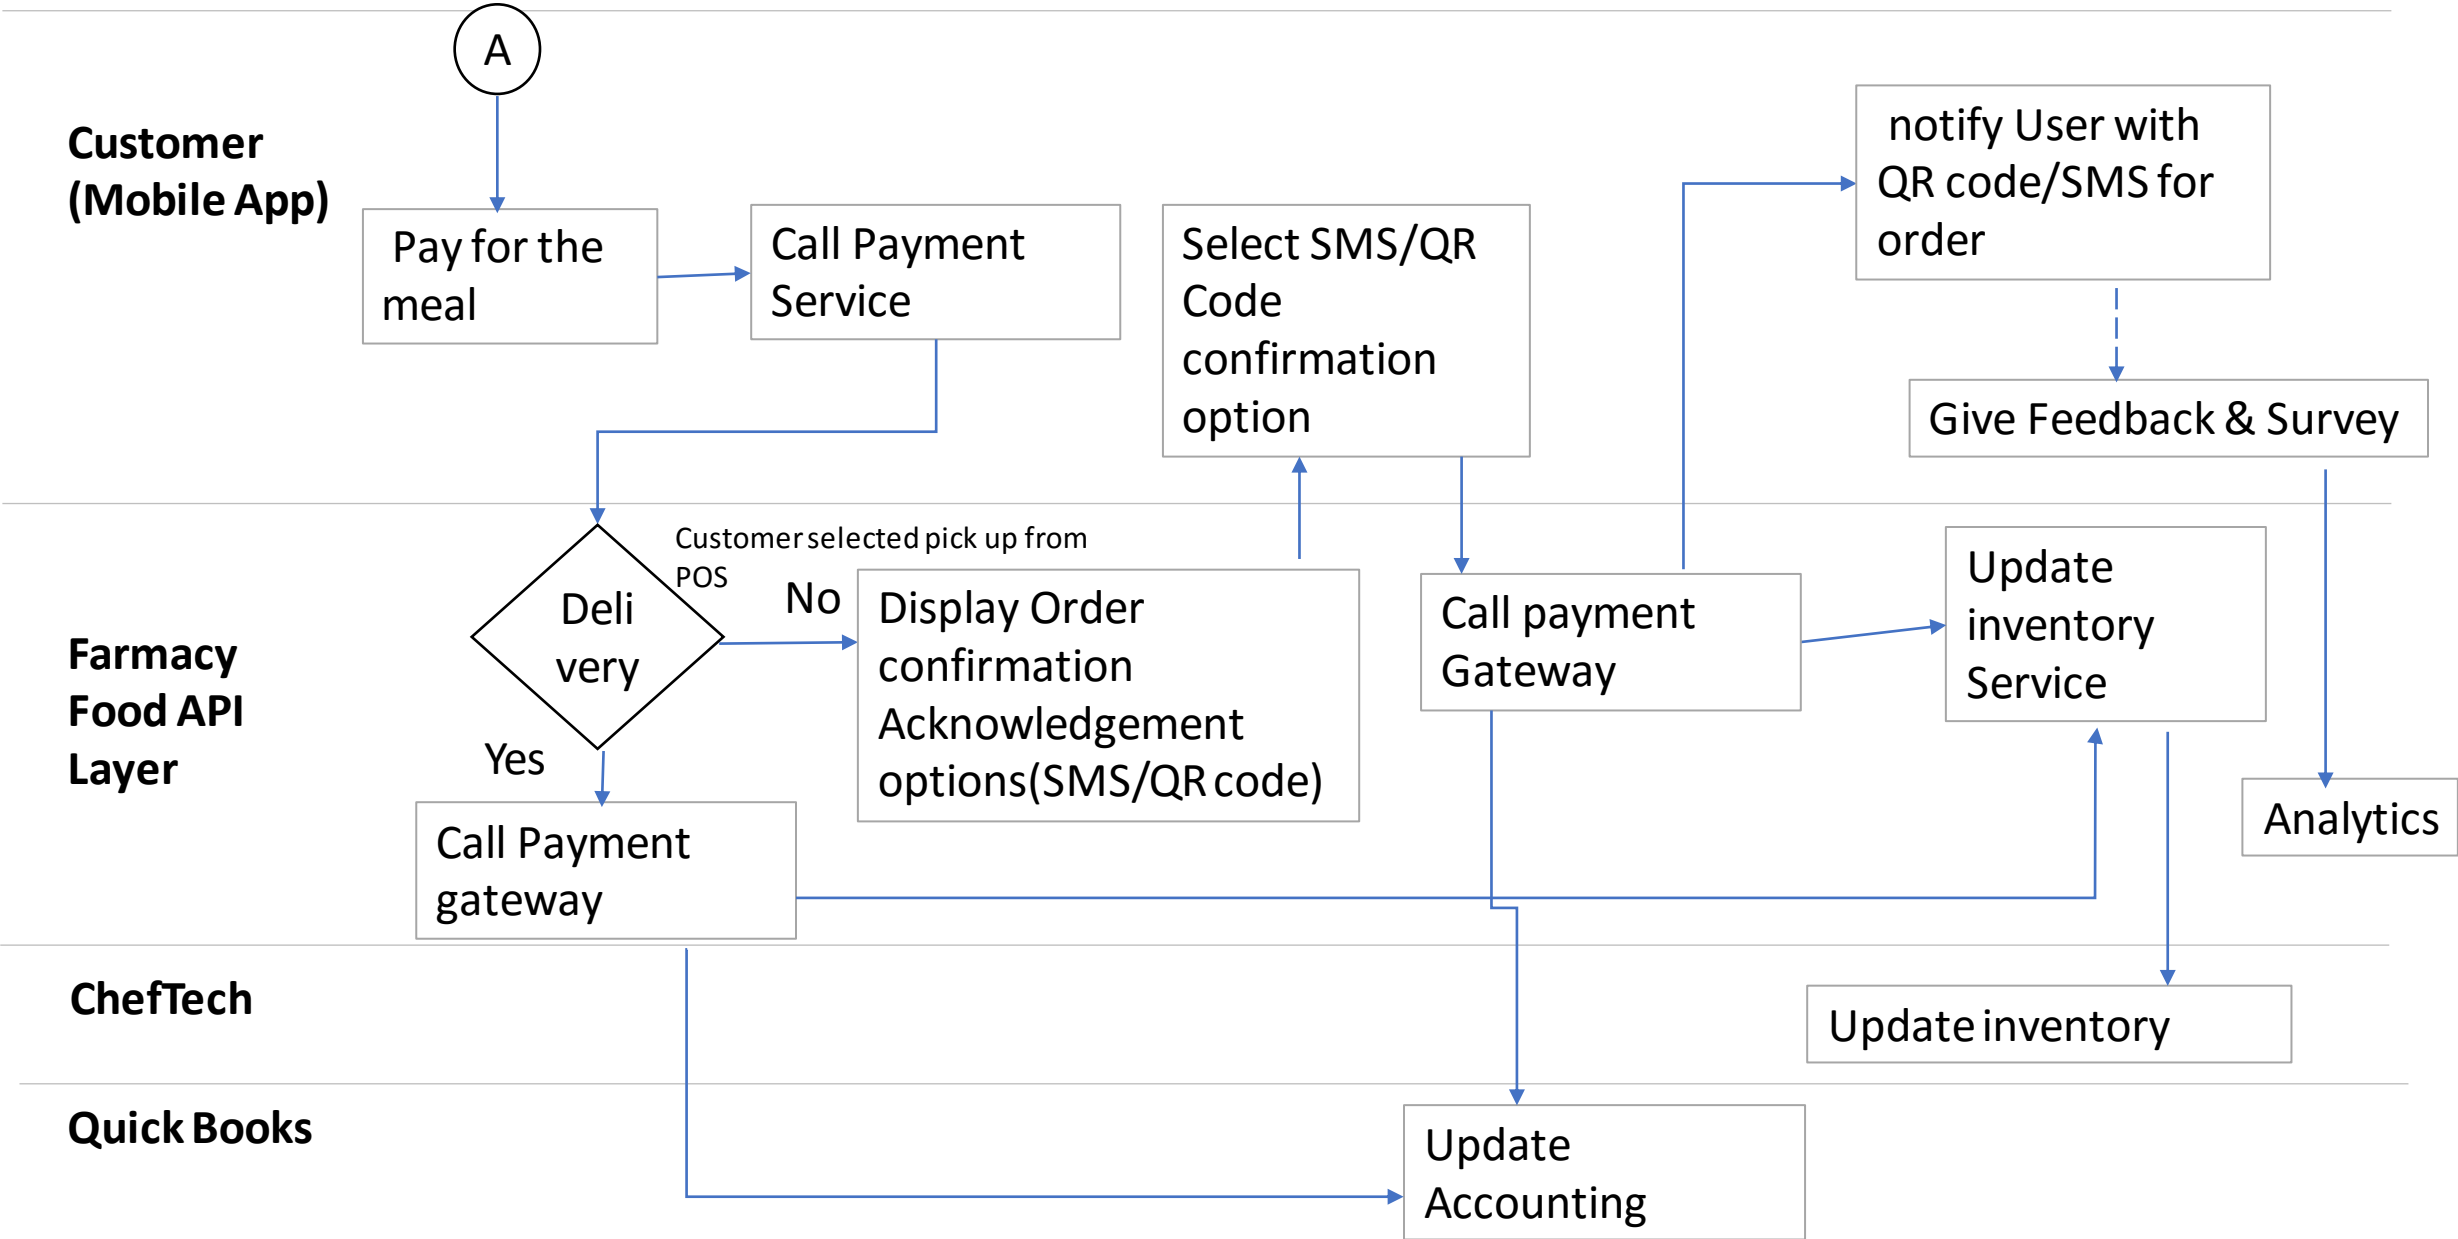 A
Customer
(Mobile App)
Pay for the
meal
Call Payment
Service
Select SMS/QR
Code
confirmation
option
notify User with
QR code/SMS for
order
Give Feedback & Survey
Farmacy
Food API
Layer
Deli
very
Customer selected pick up from
POS
No
Yes
Display Order
confirmation
Acknowledgement
options(SMS/QR code)
Call payment
Gateway
Update
inventory
Service
Analytics
Call Payment
gateway
ChefTech
Update inventory
Quick Books
Update
Accounting